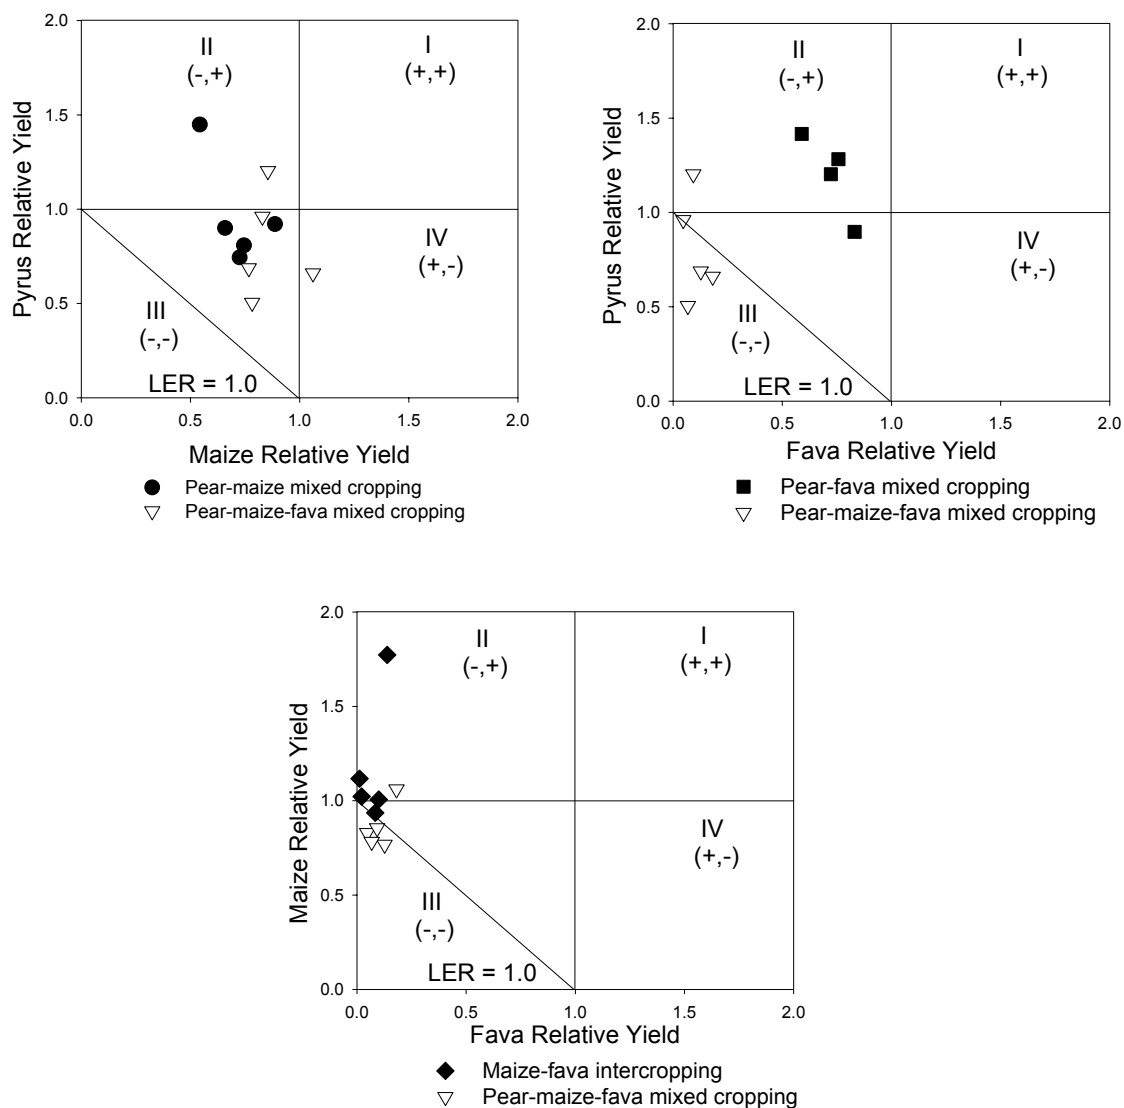 2.0
II
(-,+)
I
(+,+)
1.5
1.0
IV
(+,-)
0.5
III
(-,-)
LER = 1.0
0.0
0.0 0.5 1.0 1.5 2.0
Pyrus Relative Yield
Maize Relative Yield
Pear-maize mixed cropping
Pear-maize-fava mixed cropping
2.0
II
(-,+)
I
(+,+)
1.5
1.0
IV
(+,-)
0.5
III
(-,-)
LER = 1.0
0.0
0.0 0.5 1.0 1.5 2.0
Pyrus Relative Yield
Fava Relative Yield
Pear-fava mixed cropping
Pear-maize-fava mixed cropping
2.0
II
(-,+)
I
(+,+)
1.5
1.0
IV
(+,-)
0.5
III
(-,-)
LER = 1.0
0.0
0.0 0.5 1.0 1.5 2.0
Maize Relative Yield
Fava Relative Yield
Maize-fava intercropping
Pear-maize-fava mixed cropping